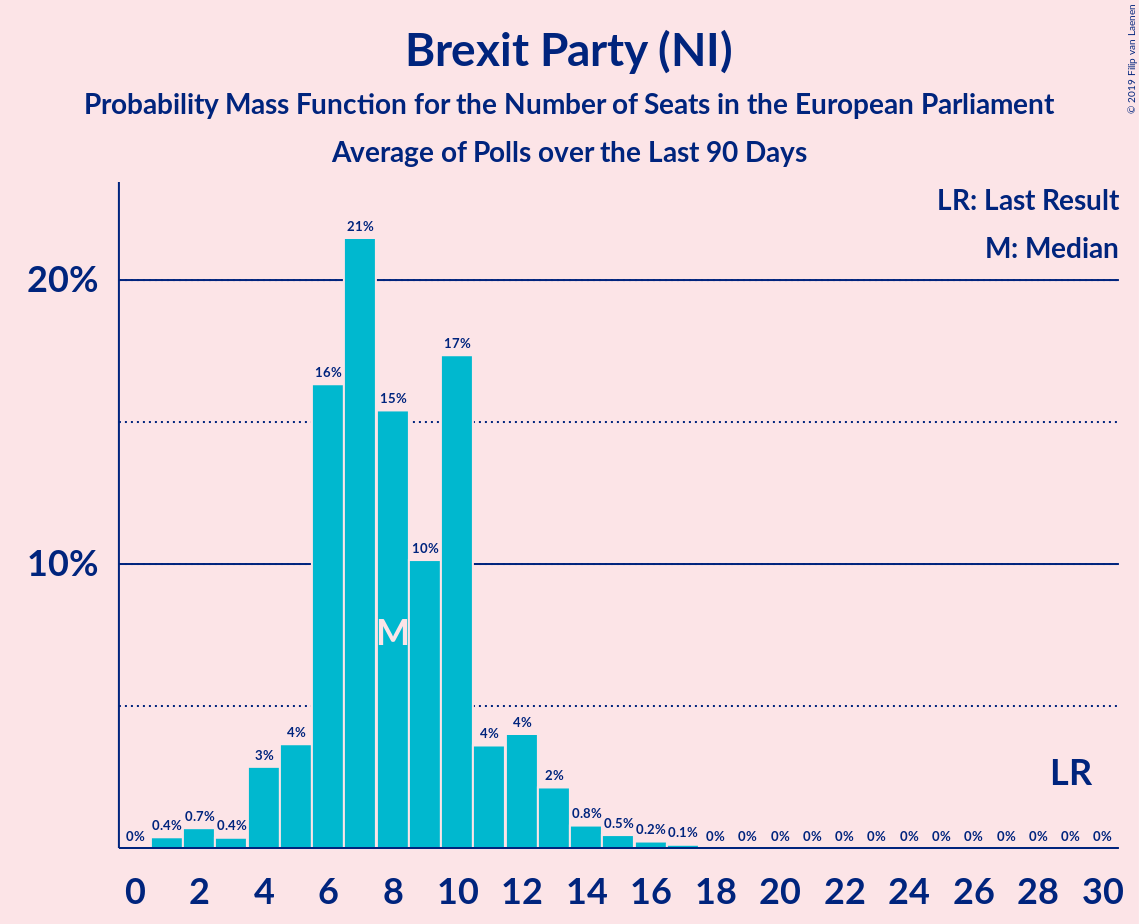 Brexit Party (NI)
Probability Mass Function for the Number of Seats in the European Parliament
Average of Polls over the Last 90 Days
© 2019 Filip van Laenen
LR: Last Result
M: Median
20%
10%
0% 0.4% 0.7% 0.4% 3% 4% 16% 21% 15% 10% 17% 4% 4% 2% 0.8% 0.5% 0.2% 0.1% 0% 0% 0% 0% 0% 0% 0% 0% 0% 0% 0% 0% 0%
M
LR
0 2 4 6 8 10 12 14 16 18 20 22 24 26 28 30